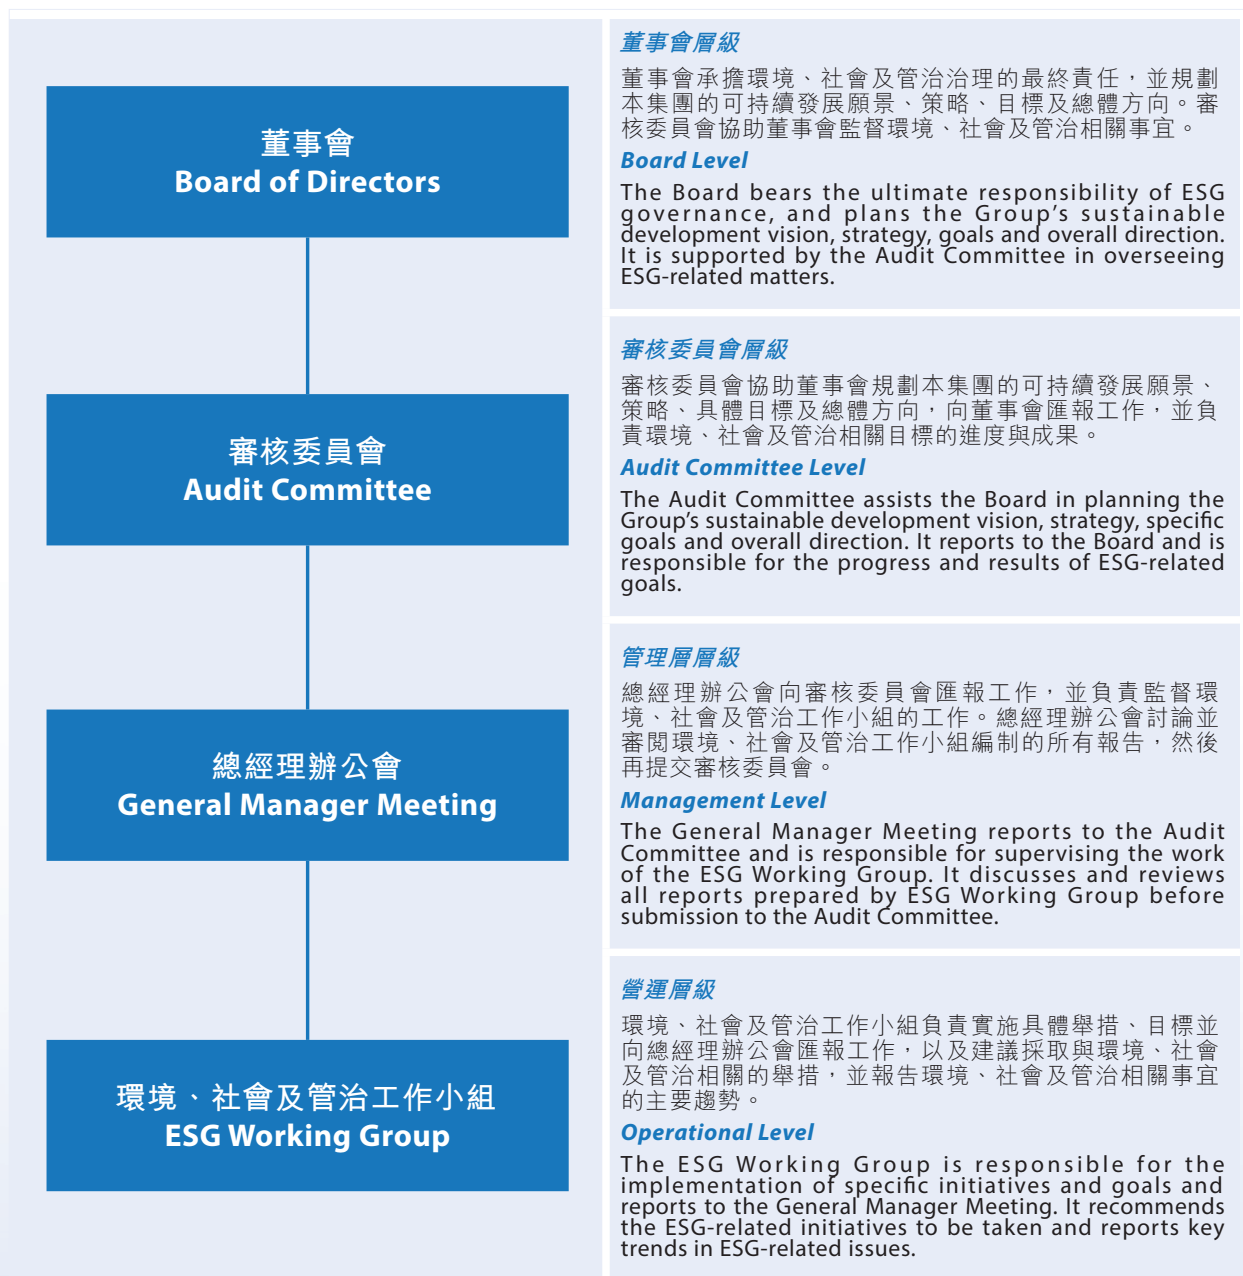 董事會
Board of Directors
董事會層級
董事會承擔環境、社會及管治治理的最終責任，並規劃
本集團的可持續發展願景、策略、目標及總體方向。審
核委員會協助董事會監督環境、社會及管治相關事宜。
Board Level
The Board bears the ultimate responsibility of ESG
governance, and plans the Group’s sustainable
development vision, strategy, goals and overall direction.
It is supported by the Audit Committee in overseeing
ESG-related matters.
審核委員會
Audit Committee
審核委員會層級
審核委員會協助董事會規劃本集團的可持續發展願景、
策略、具體目標及總體方向，向董事會匯報工作，並負
責環境、社會及管治相關目標的進度與成果。
Audit Committee Level
The Audit Committee assists the Board in planning the
Group’s sustainable development vision, strategy, specific
goals and overall direction. It reports to the Board and is
responsible for the progress and results of ESG-related
goals.
總經理辦公會
General Manager Meeting
管理層層級
總經理辦公會向審核委員會匯報工作，並負責監督環
境、社會及管治工作小組的工作。總經理辦公會討論並
審閱環境、社會及管治工作小組編制的所有報告，然後
再提交審核委員會。
Management Level
The General Manager Meeting reports to the Audit
Committee and is responsible for supervising the work
of the ESG Working Group. It discusses and reviews
all reports prepared by ESG Working Group before
submission to the Audit Committee.
環境、社會及管治工作小組
ESG Working Group
營運層級
環境、社會及管治工作小組負責實施具體舉措、目標並
向總經理辦公會匯報工作，以及建議採取與環境、社會
及管治相關的舉措，並報告環境、社會及管治相關事宜
的主要趨勢。
Operational Level
The ESG Working Group is responsible for the
implementation of specific initiatives and goals and
reports to the General Manager Meeting. It recommends
the ESG-related initiatives to be taken and reports key
trends in ESG-related issues.